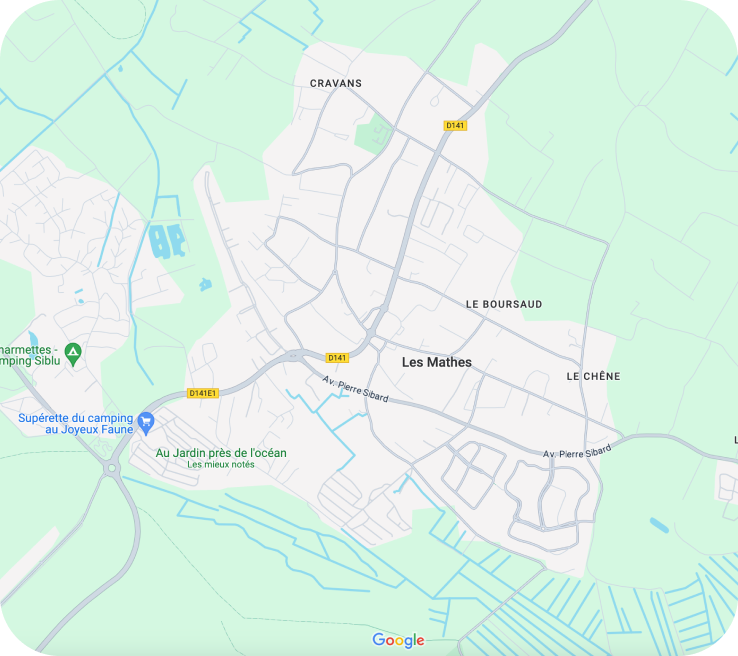 CRAVANS
D141
LE BOURSAUD
harmettes -
mping Siblu
D141
Les Mathes
LE CHÊNE
Av. Pierre Sibard
D141E1
Supérette du camping
au Joyeux Faune
Av. Pierre Sibard
Au Jardin près de l'océan
Les mieux notés
L
Google